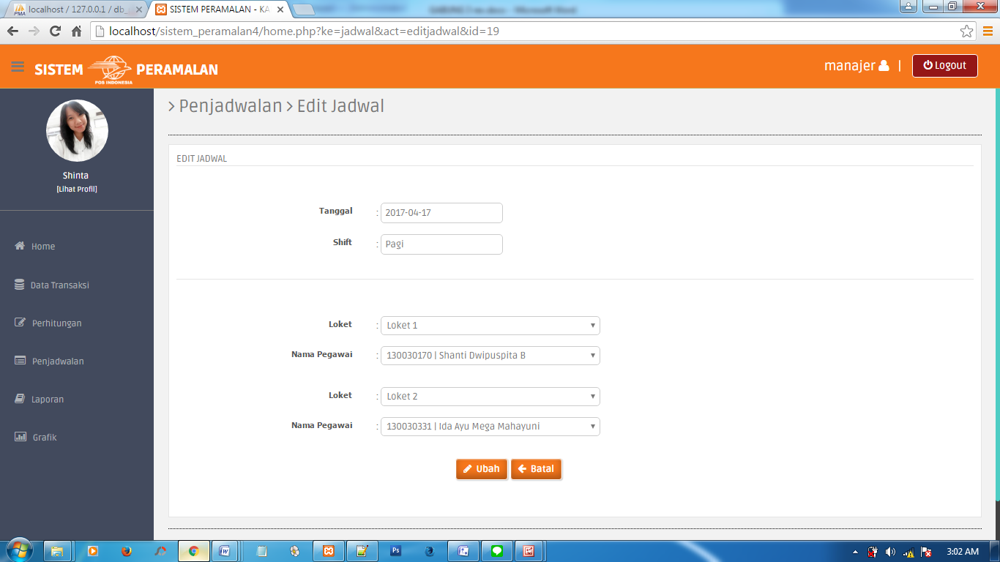 localhost / 127.0.0.1 / db_
SISTEM PERAMALAN - KA
localhost/sistem_peramalan4/home.php?ke=jadwal&act=editjadwal&id=19
SISTEM POS INDONESIA PERAMALAN
manajer | Logout
> Penjadwalan > Edit Jadwal
Shinta
[Lihat Profil]
Home
Data Transaksi
Perhitungan
Penjadwalan
Laporan
Grafik
EDIT JADWAL
Tanggal : 2017-04-17
Shift : Pagi
Loket : Loket 1
Nama Pegawai : 130030170 | Shanti Dwipuspita B
Loket : Loket 2
Nama Pegawai : 130030331 | Ida Ayu Mega Mahayuni
Ubah Batal
3:02 AM